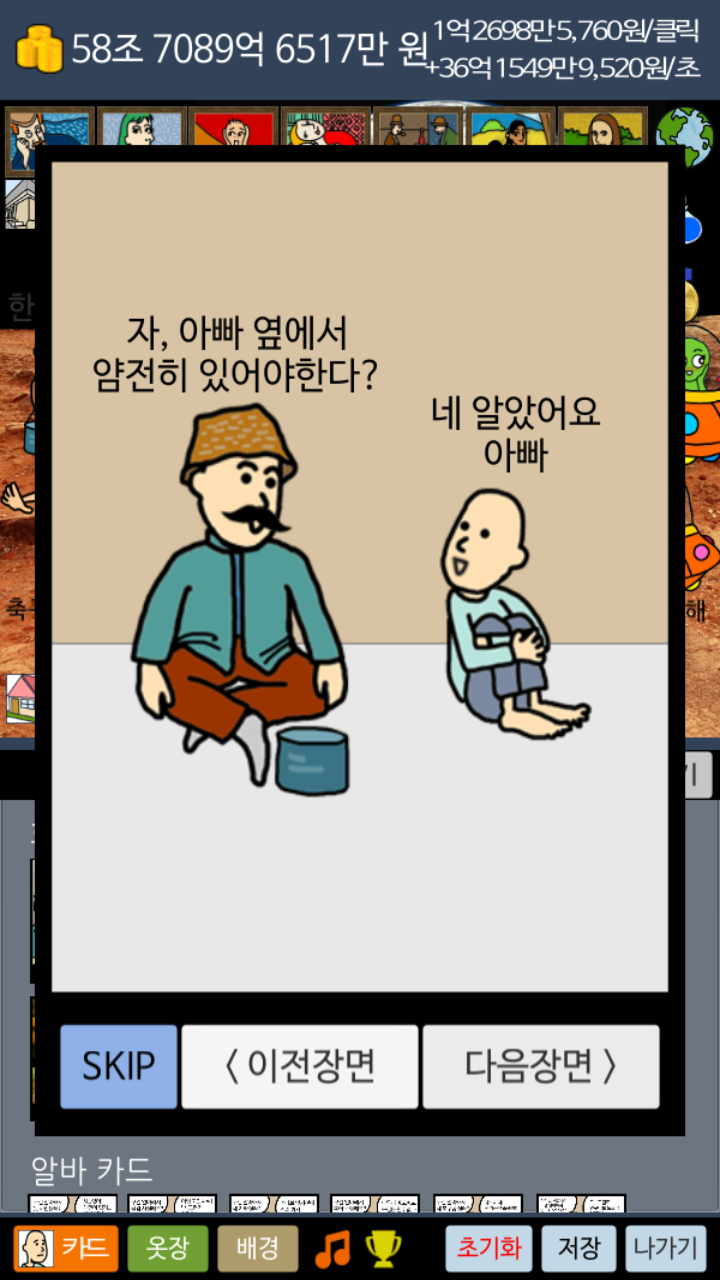 58조 7089억 6517만 원
1억 2698만 5,760원/클릭
+36억 1549만 9,520원/초
한
자, 아빠 옆에서
얌전히 있어야한다?
네 알았어요
아빠
축
해
기
SKIP
< 이전장면
다음장면 >
알바 카드
카드
옷장
배경
초기화
저장
나가기